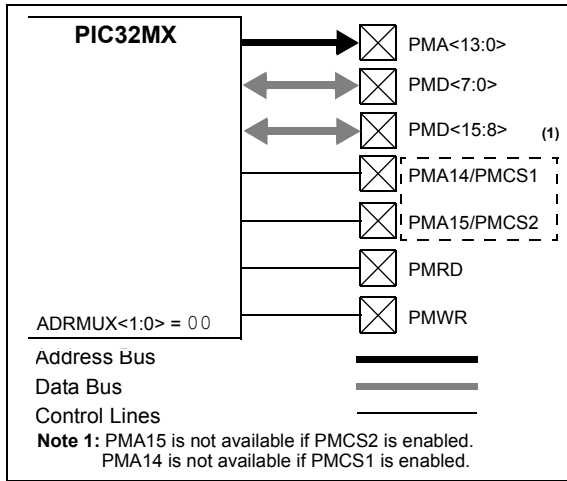 PIC32MX
PMA<13:0>
PMD<7:0>
PMD<15:8> (1)
PMA14/PMCS1
PMA15/PMCS2
PMRD
PMWR
ADRMUX<1:0> = 00
Address Bus
Data Bus
Control Lines
Note 1: PMA15 is not available if PMCS2 is enabled.
PMA14 is not available if PMCS1 is enabled.